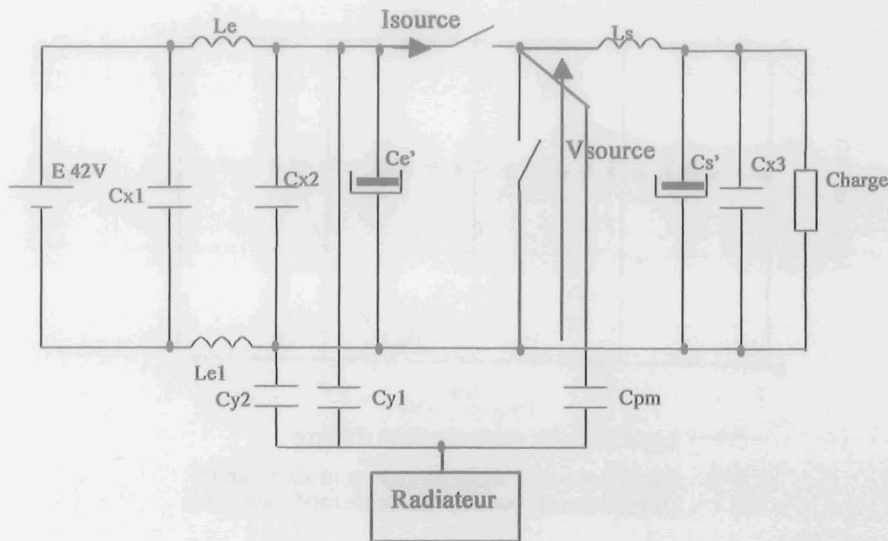 Le
Isource
Ls
E 42V
Cx1
Cx2
Ce'
Vsource
Cs'
Cx3
Charge
Le1
Cy2
Cy1
Cpm
Radiateur